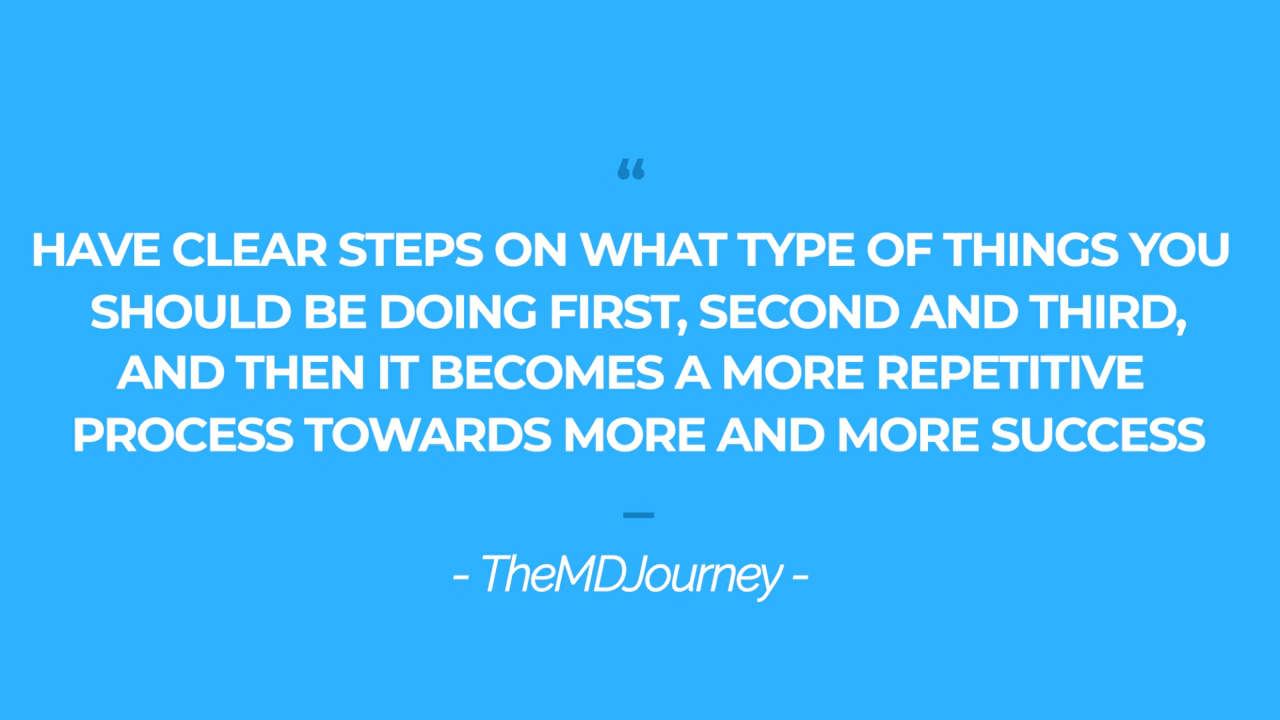 “
HAVE CLEAR STEPS ON WHAT TYPE OF THINGS YOU
SHOULD BE DOING FIRST, SECOND AND THIRD,
AND THEN IT BECOMES A MORE REPETITIVE
PROCESS TOWARDS MORE AND MORE SUCCESS
- TheMDJourney -